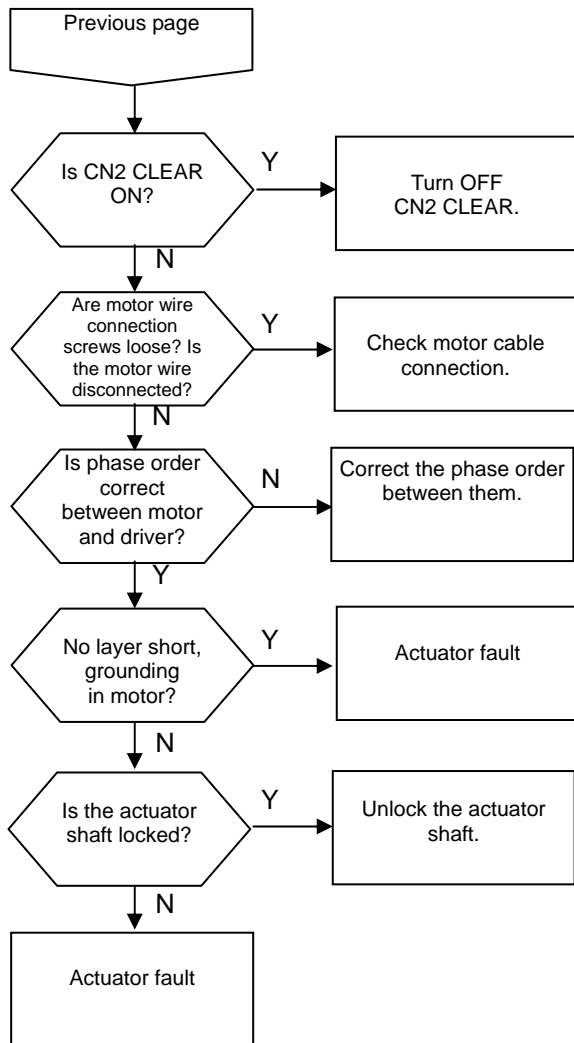 Previous page
Is CN2 CLEAR
ON?
Y
Turn OFF
CN2 CLEAR.
N
Are motor wire
connection
screws loose? Is
the motor wire
disconnected?
Y
Check motor cable
connection.
N
Is phase order
correct
between motor
and driver?
N
Correct the phase order
between them.
Y
No layer short,
grounding
in motor?
Y
Actuator fault
N
Is the actuator
shaft locked?
Y
Unlock the actuator
shaft.
N
Actuator fault